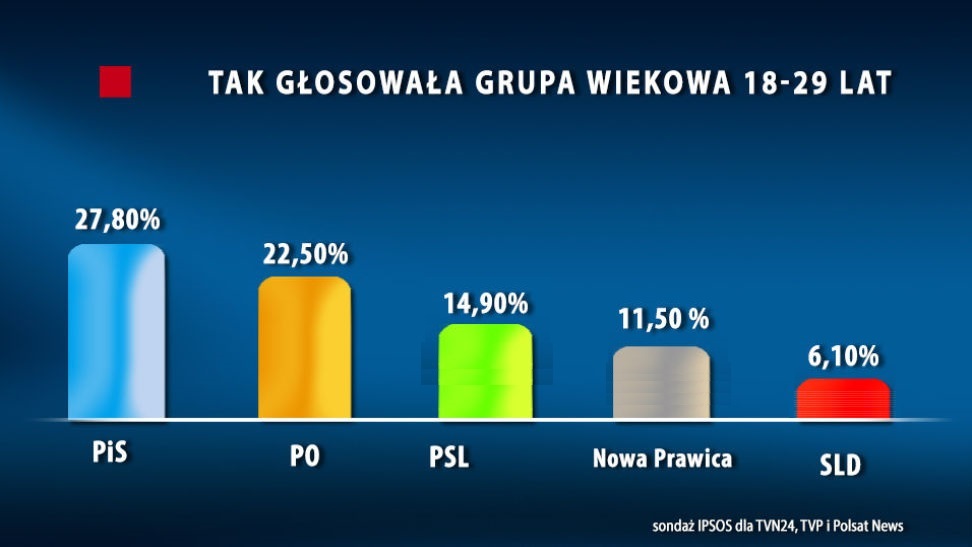 TAK GŁOSOWAŁA GRUPA WIEKOWA 18-29 LAT
27,80%
22,50%
14,90%
11,50 %
6,10%
PiS
PO
PSL
Nowa Prawica
SLD
sondaż IPSOS dla TVN24, TVP i Polsat News